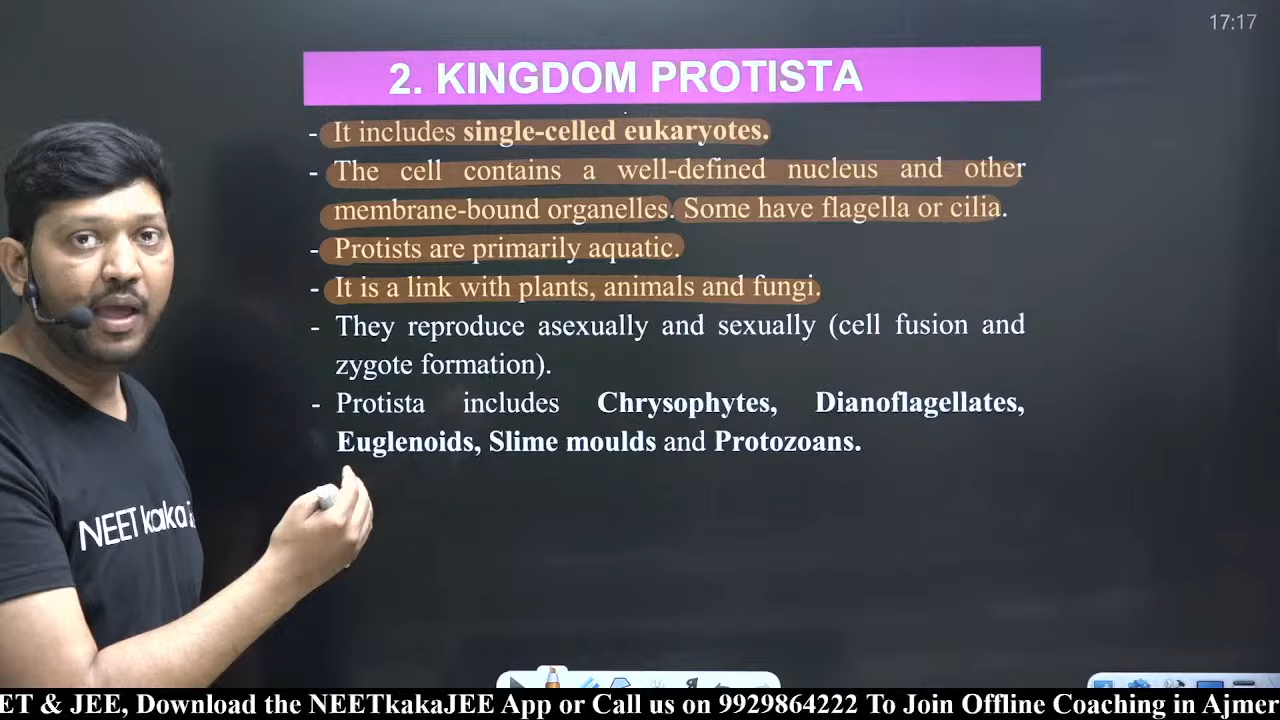 17:17
2. KINGDOM PROTISTA
- It includes single-celled eukaryotes.
- The cell contains a well-defined nucleus and other
membrane-bound organelles. Some have flagella or cilia.
- Protists are primarily aquatic.
- It is a link with plants, animals and fungi.
- They reproduce asexually and sexually (cell fusion and
zygote formation).
- Protista includes Chrysophytes, Dianoflagellates,
Euglenoids, Slime moulds and Protozoans.
NEET kaka
ET & JEE, Download the NEETkakaJEE App or Call us on 9929864222 To Join Offline Coaching in Ajmer